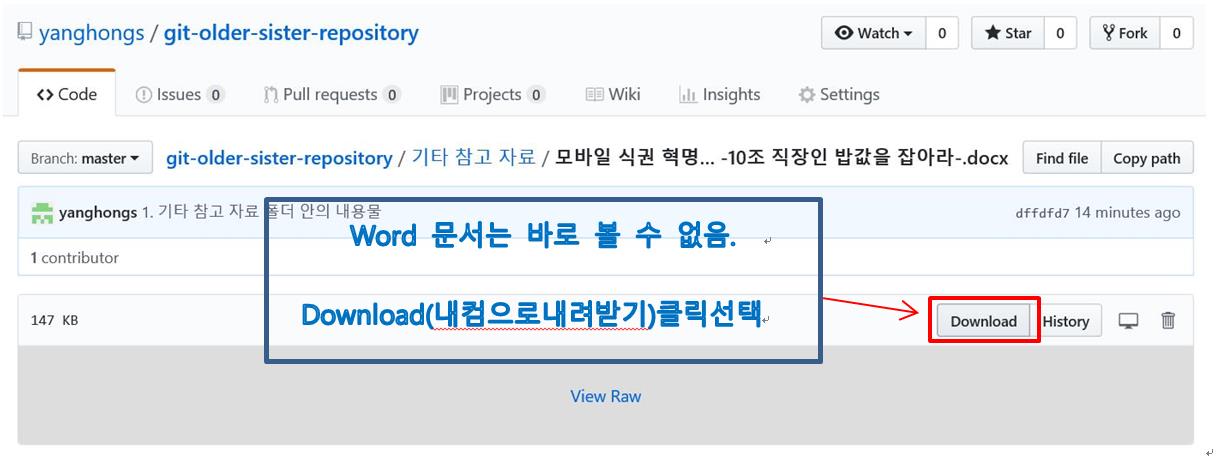 yanghongs / git-older-sister-repository
Watch 0 Star 0 Fork 0
Code Issues 0 Pull requests 0 Projects 0 Wiki Insights Settings
Branch: master git-older-sister-repository / 기타 참고 자료 / 모바일 식권 혁명... -10조 직장인 밥값을 잡아라-.docx Find file Copy path
yanghongs 1. 기타 참고 자료 폴더 안의 내용물 dffdfd7 14 minutes ago
Word 문서는 바로 볼 수 없음.
1 contributor
Download(내컴으로내려받기)클릭선택
147 KB Download History
View Raw